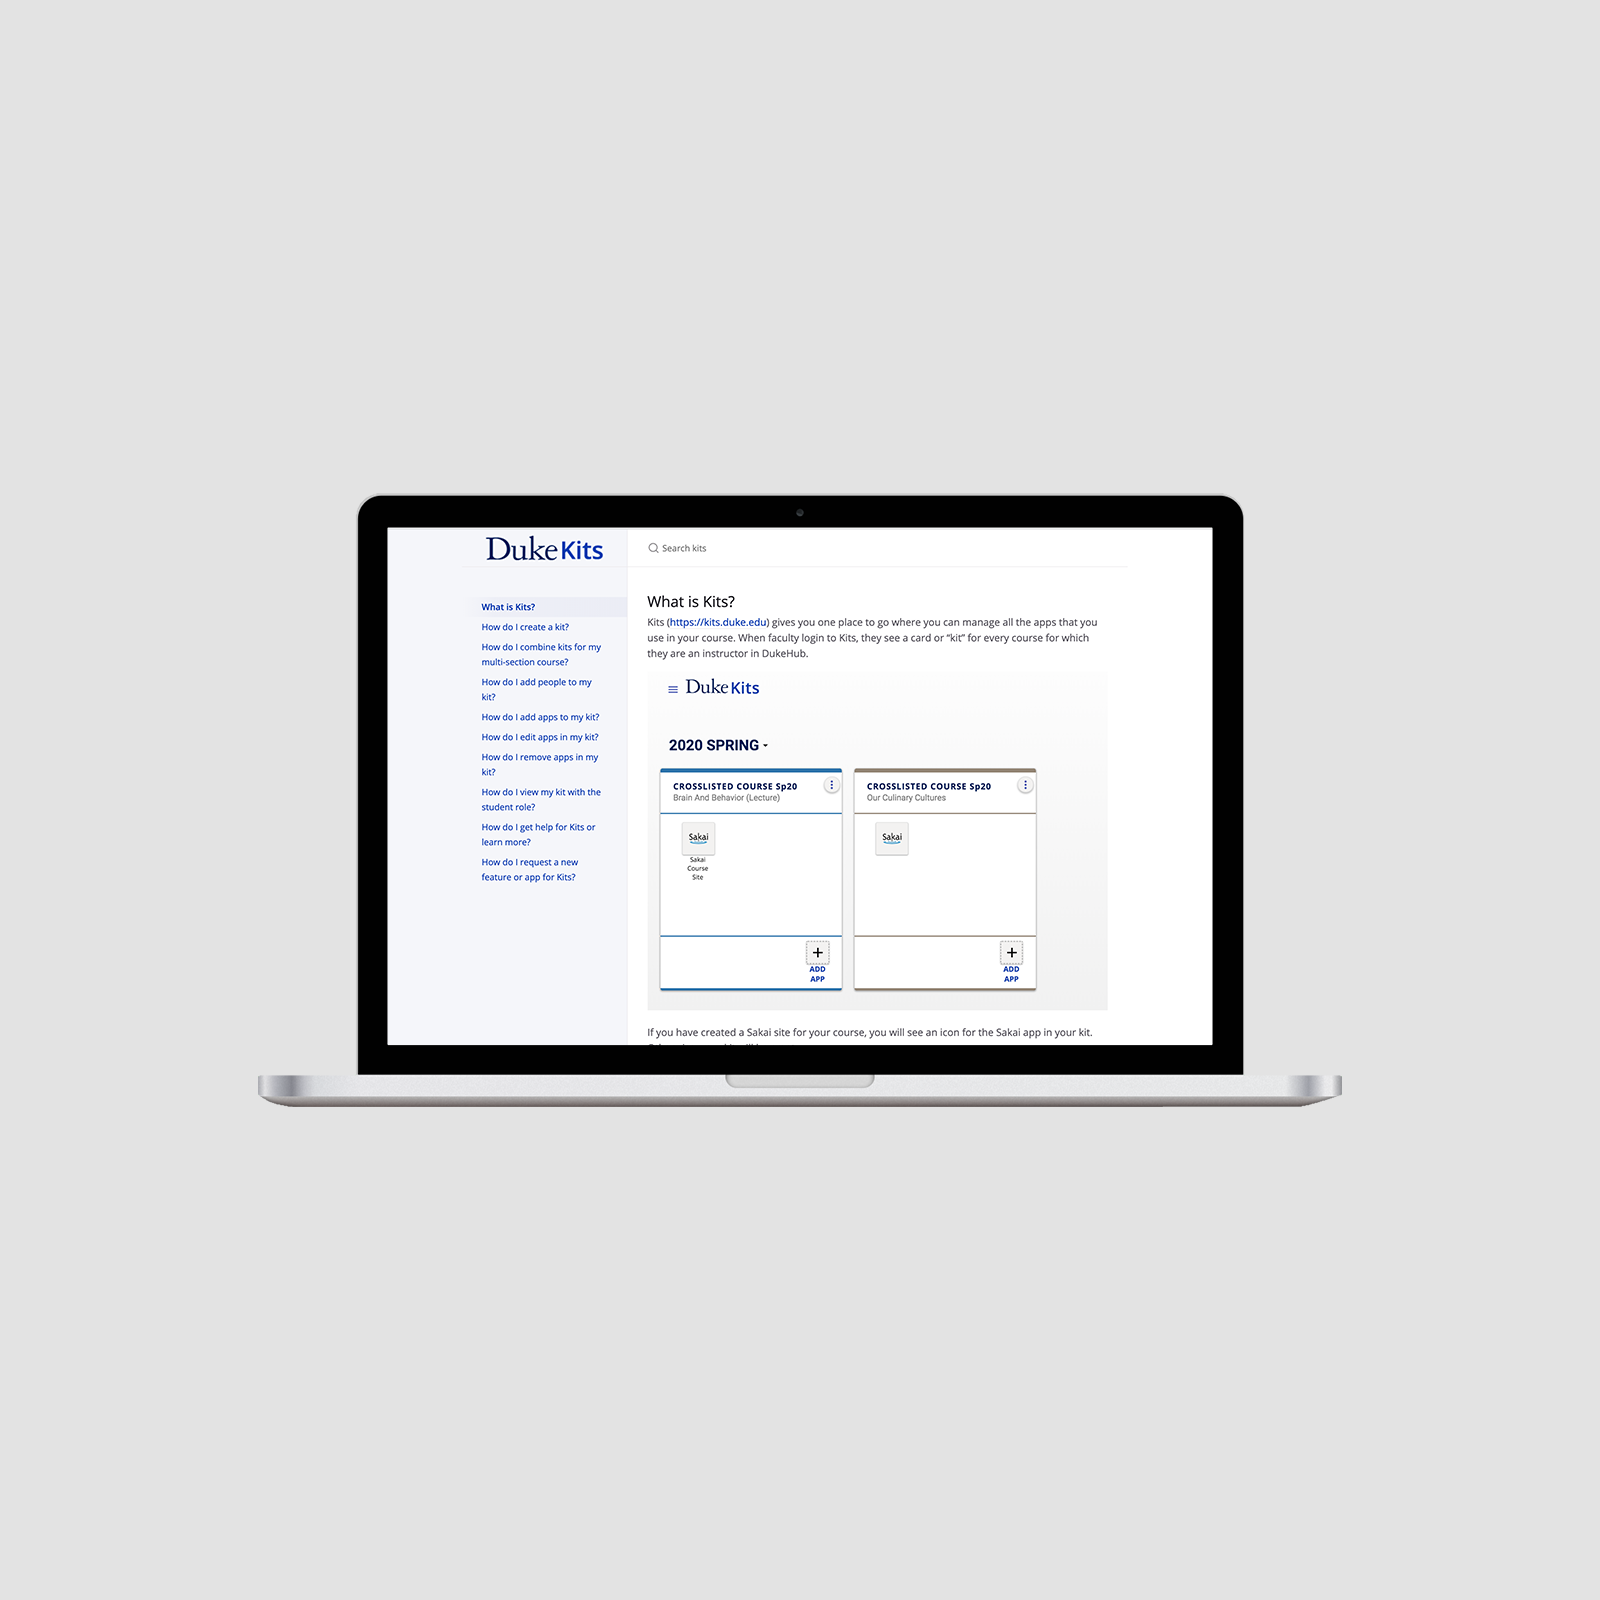 Duke Kits
Search kits
What is Kits?
How do I create a kit?
How do I combine kits for my
multi-section course?
How do I add people to my
kit?
How do I add apps to my kit?
How do I edit apps in my kit?
How do I remove apps in my
kit?
How do I view my kit with the
student role?
How do I get help for Kits or
learn more?
How do I request a new
feature or app for Kits?
What is Kits?
Kits (https://kits.duke.edu) gives you one place to go where you can manage all the apps that you
use in your course. When faculty login to Kits, they see a card or “kit” for every course for which
they are an instructor in DukeHub.
Duke Kits
2020 SPRING
CROSSLISTED COURSE Sp20
Brain And Behavior (Lecture)
Sakai
Sakai
Course
Site
ADD
APP
CROSSLISTED COURSE Sp20
Our Culinary Cultures
Sakai
ADD
APP
If you have created a Sakai site for your course, you will see an icon for the Sakai app in your kit.